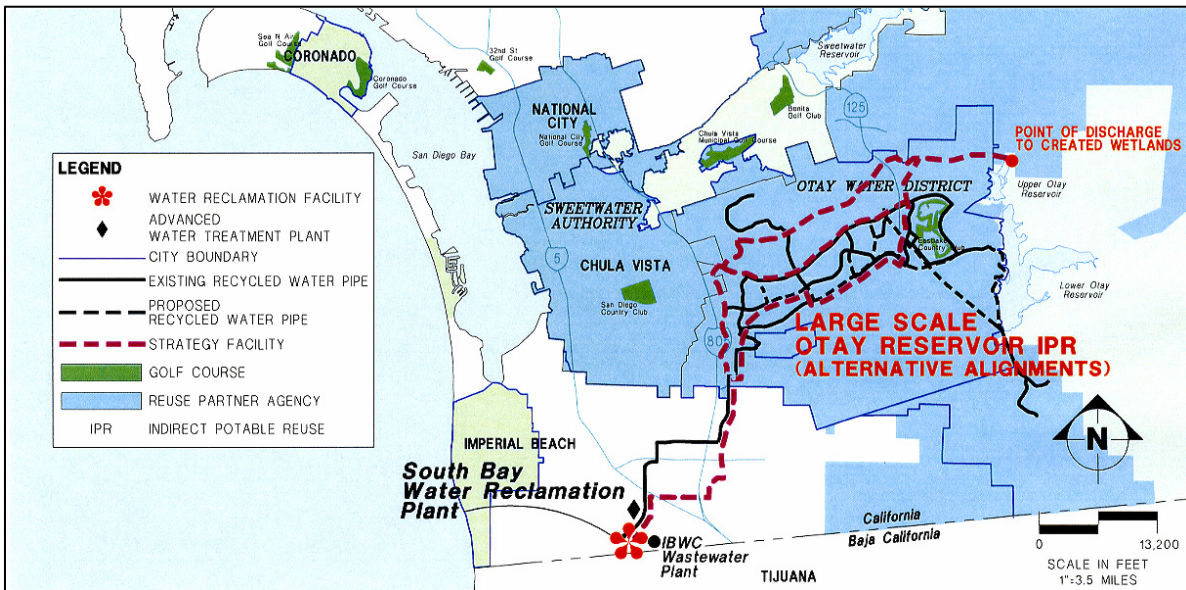 Sea N Air
Golf Course
CORONADO
Coronado
Golf Course
32nd St
Golf Course
Sweetwater
Reservoir
NATIONAL
CITY
National City
Golf Course
Bonita
Golf Club
125
Chula Vista
Municipal Golf Course
San Diego Bay
POINT OF DISCHARGE
TO CREATED WETLANDS
Upper Otay
Reservoir
OTAY WATER DISTRICT
SWEETWATER
AUTHORITY
EastLake
Country Club
5
CHULA VISTA
San Diego
Country Club
Lower Otay
Reservoir
805
LARGE SCALE
OTAY RESERVOIR IPR
(ALTERNATIVE ALIGNMENTS)
LEGEND
WATER RECLAMATION FACILITY
ADVANCED
WATER TREATMENT PLANT
CITY BOUNDARY
EXISTING RECYCLED WATER PIPE
PROPOSED
RECYCLED WATER PIPE
STRATEGY FACILITY
GOLF COURSE
REUSE PARTNER AGENCY
IPR INDIRECT POTABLE REUSE
IMPERIAL BEACH
South Bay
Water Reclamation
Plant
N
IBWC
Wastewater
Plant
California
Baja California
TIJUANA
0 13,200
SCALE IN FEET
1"=3.5 MILES